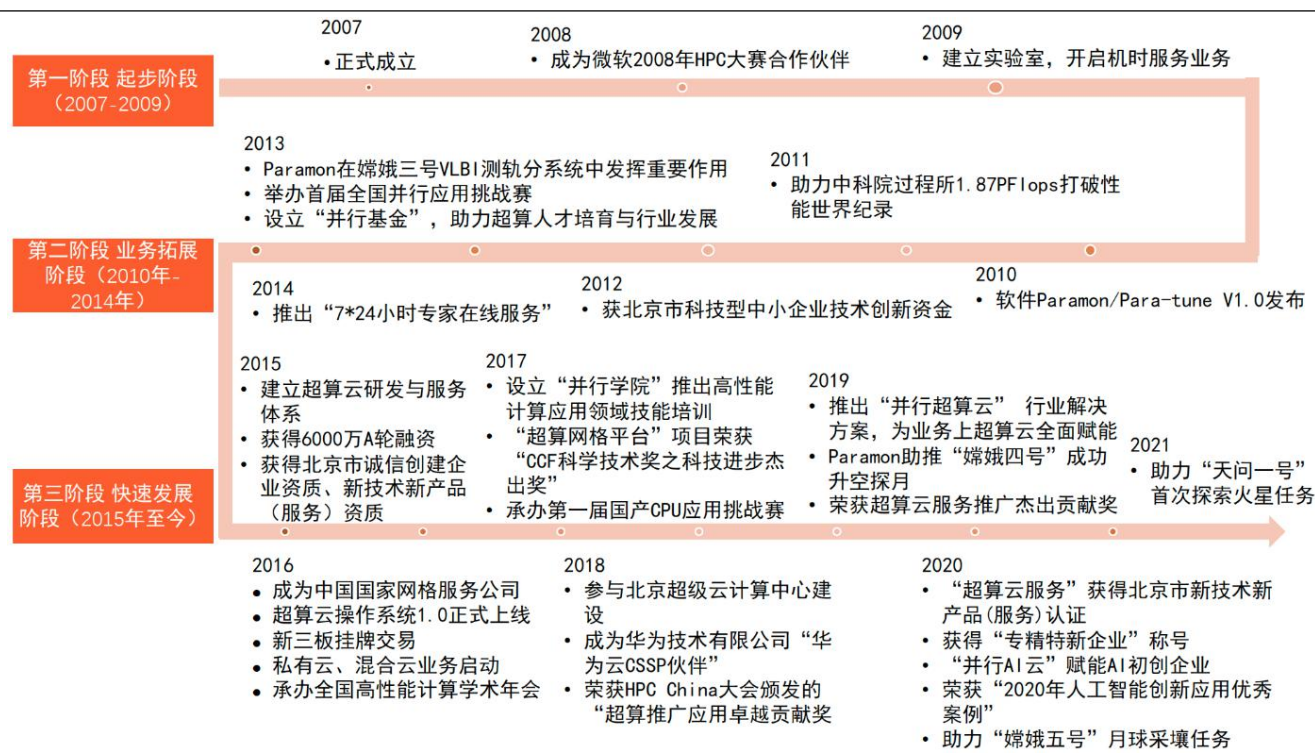 第一阶段 起步阶段
（2007-2009）
2007
•正式成立
2008
• 成为微软2008年HPC大赛合作伙伴
2009
• 建立实验室，开启机时服务业务
第二阶段 业务拓展
阶段（2010年-
2014年）
2010
• 软件Paramon/Para-tune V1.0发布
2011
• 助力中科院过程所1.87PFlops打破性
能世界纪录
2012
• 获北京市科技型中小企业技术创新资金
2013
• Paramon在嫦娥三号VLBI测轨分系统中发挥重要作用
• 举办首届全国并行应用挑战赛
• 设立“并行基金”，助力超算人才培育与行业发展
2014
• 推出“7*24小时专家在线服务”
第三阶段 快速发展
阶段（2015年至今）
2015
• 建立超算云研发与服务
体系
• 获得6000万A轮融资
• 获得北京市诚信创建企
业资质、新技术新产品
（服务）资质
2016
• 成为中国国家网格服务公司
• 超算云操作系统1.0正式上线
• 新三板挂牌交易
• 私有云、混合云业务启动
• 承办全国高性能计算学术年会
2017
• 设立“并行学院”推出高性能
计算应用领域技能培训
• “超算网格平台”项目荣获
“CCF科学技术奖之科技进步杰
出奖”
• 承办第一届国产CPU应用挑战赛
2018
• 参与北京超级云计算中心建
设
• 成为华为技术有限公司“华
为云CSSP伙伴”
• 荣获HPC China大会颁发的
“超算推广应用卓越贡献奖
2019
• 推出“并行超算云” 行业解决
方案，为业务上超算云全面赋能
• Paramon助推“嫦娥四号”成功
升空探月
• 荣获超算云服务推广杰出贡献奖
2020
• “超算云服务”获得北京市新技术新
产品(服务)认证
• 获得“专精特新企业”称号
• “并行AI云”赋能AI初创企业
• 荣获“2020年人工智能创新应用优秀
案例”
• 助力“嫦娥五号”月球采壤任务
2021
• 助力“天问一号”
首次探索火星任务